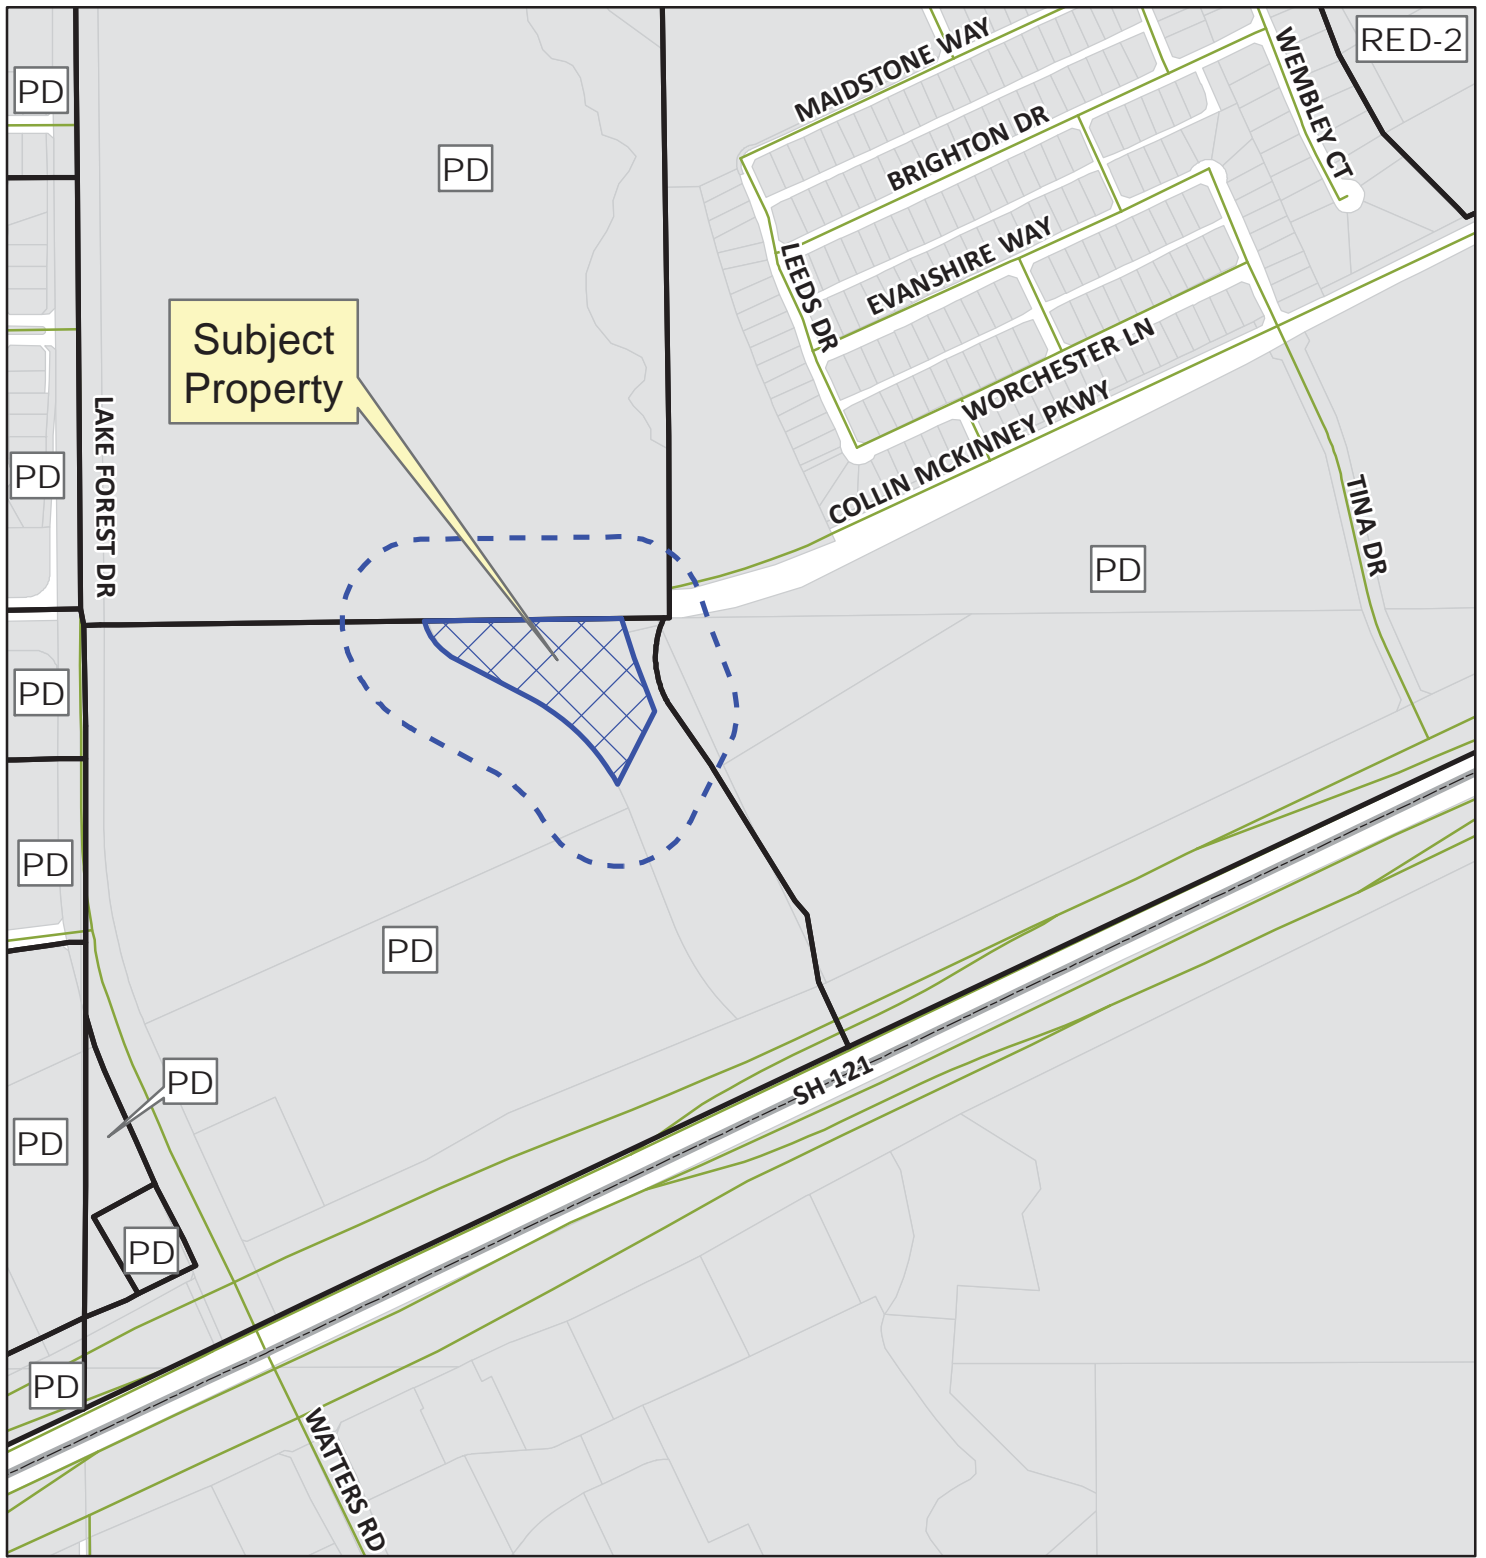 RED-2
MAIDSTONE WAY
WEMBLEY CT
PD
BRIGHTON DR
PD
EVANSHIRE WAY
LEEDS DR
Subject
Property
WORCHESTER LN
COLLIN MCKINNEY PKWY
LAKE FOREST DR
PD
TINA DR
PD
PD
PD
PD
PD
SH 121
PD
PD
PD
PD
WATTERS RD